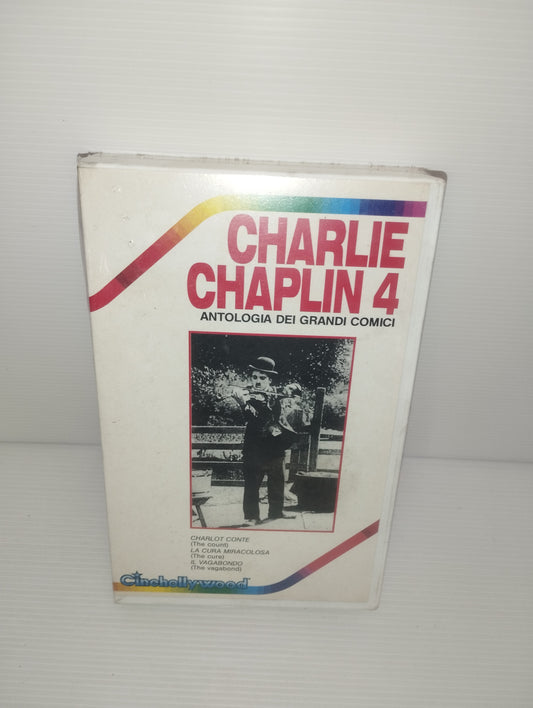 CHARLIE
CHAPLIN 4
ANTOLOGIA DEI GRANDI COMICI
CHARLOT CONTE
(The count)
LA CURA MIRACOLOSA
(The cure)
IL VAGABONDO
(The vagabond)
Cinehollywood